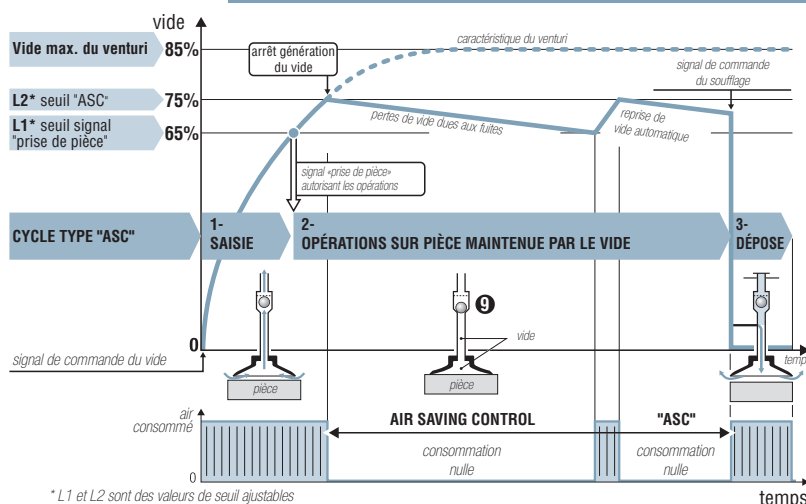 vide
Vide max. du venturi
85%
arrêt génération
du vide
caractéristique du venturi
signal de commande
du soufflage
L2* seuil "ASC"
75%
L1* seuil signal
"prise de pièce"
65%
pertes de vide dues aux fuites
reprise de
vide automatique
signal «prise de pièce»
autorisant les opérations
CYCLE TYPE "ASC"
1-
SAISIE
2-
OPÉRATIONS SUR PIÈCE MAINTENUE PAR LE VIDE
3-
DÉPOSE
9
vide
0
signal de commande du vide
temps
pièce
pièce
air
consommé
AIR SAVING CONTROL
"ASC"
consommation
nulle
consommation
nulle
0
* L1 et L2 sont des valeurs de seuil ajustables
temps